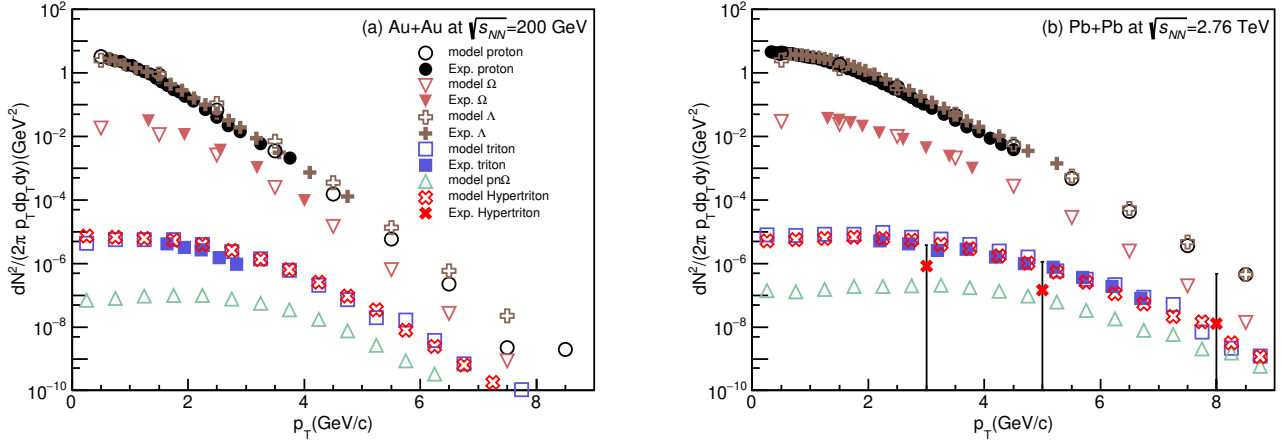 (a) Au+Au at √s_NN=200 GeV
model proton
Exp. proton
model Ω
Exp. Ω
model Λ
Exp. Λ
model triton
Exp. triton
model pnΩ
model Hypertriton
Exp. Hypertriton
dN²/(2π p_T dp_T dy)(GeV⁻²)
10²
1
10⁻²
10⁻⁴
10⁻⁶
10⁻⁸
10⁻¹⁰
0 2 4 6 8
p_T(GeV/c)
(b) Pb+Pb at √s_NN=2.76 TeV
dN²/(2π p_T dp_T dy)(GeV⁻²)
10²
1
10⁻²
10⁻⁴
10⁻⁶
10⁻⁸
10⁻¹⁰
0 2 4 6 8
p_T(GeV/c)